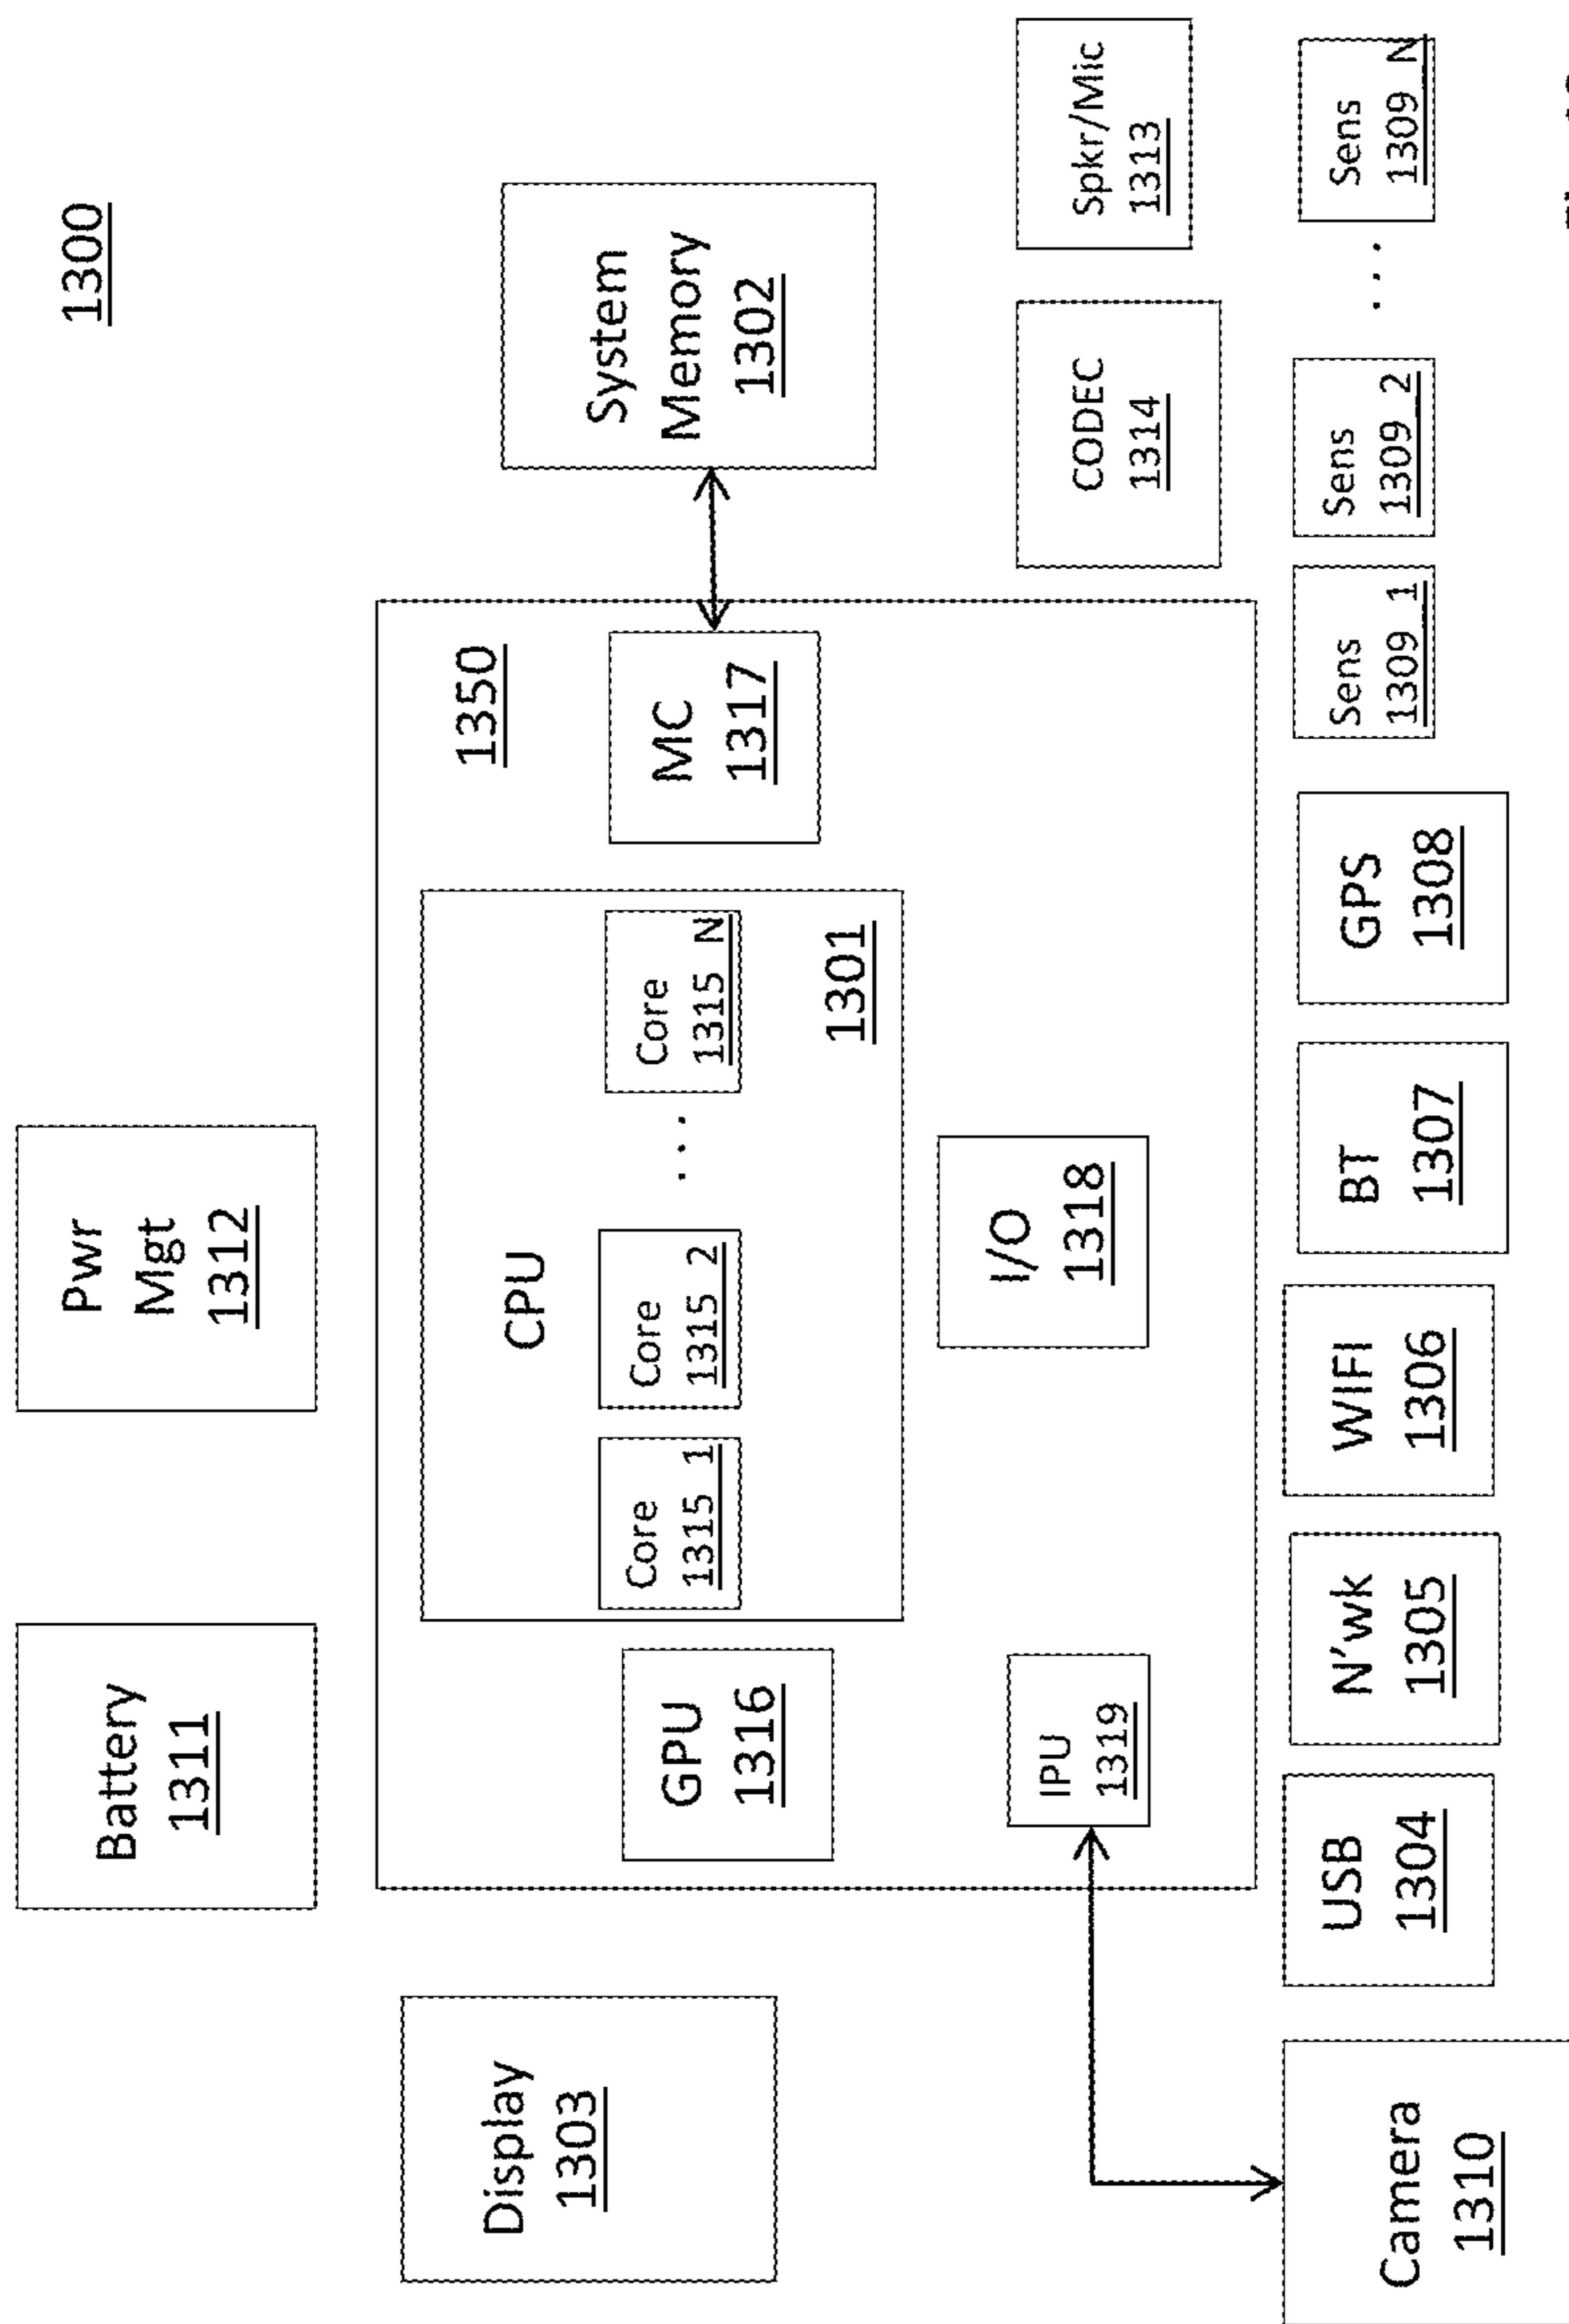 1300
Battery
1311
Pwr
Mgt
1312
Display
1303
1350
CPU
Core
1315_1
Core
1315_2
. . .
Core
1315_N
1301
GPU
1316
MC
1317
System
Memory
1302
IPU
1319
I/O
1318
CODEC
1314
Spkr/Mic
1313
Camera
1310
USB
1304
N'wk
1305
WIFI
1306
BT
1307
GPS
1308
Sens
1309_1
Sens
1309_2
. . .
Sens
1309_N